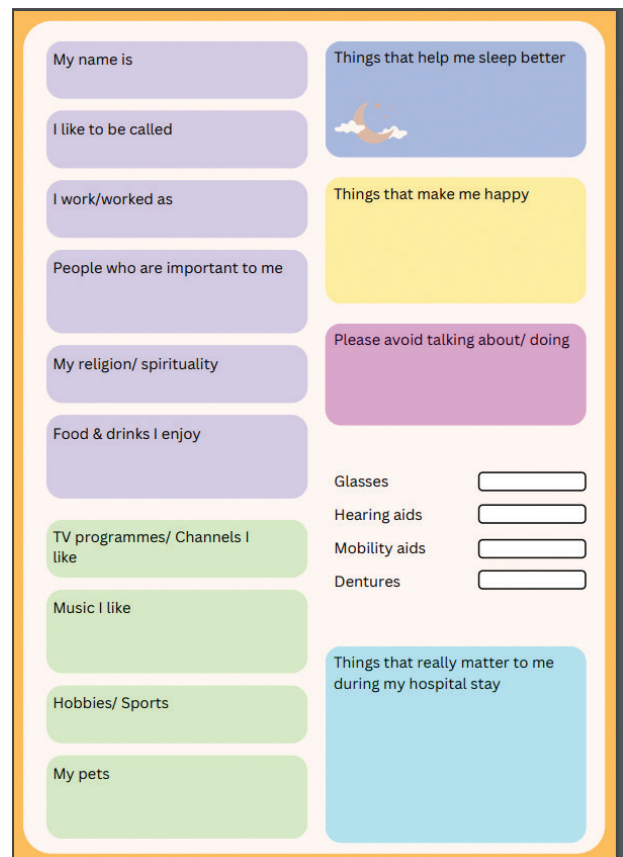 My name is
I like to be called
I work/worked as
People who are important to me
My religion/ spirituality
Food & drinks I enjoy
TV programmes/ Channels I
like
Music I like
Hobbies/ Sports
My pets
Things that help me sleep better
Things that make me happy
Please avoid talking about/ doing
Glasses
Hearing aids
Mobility aids
Dentures
Things that really matter to me
during my hospital stay